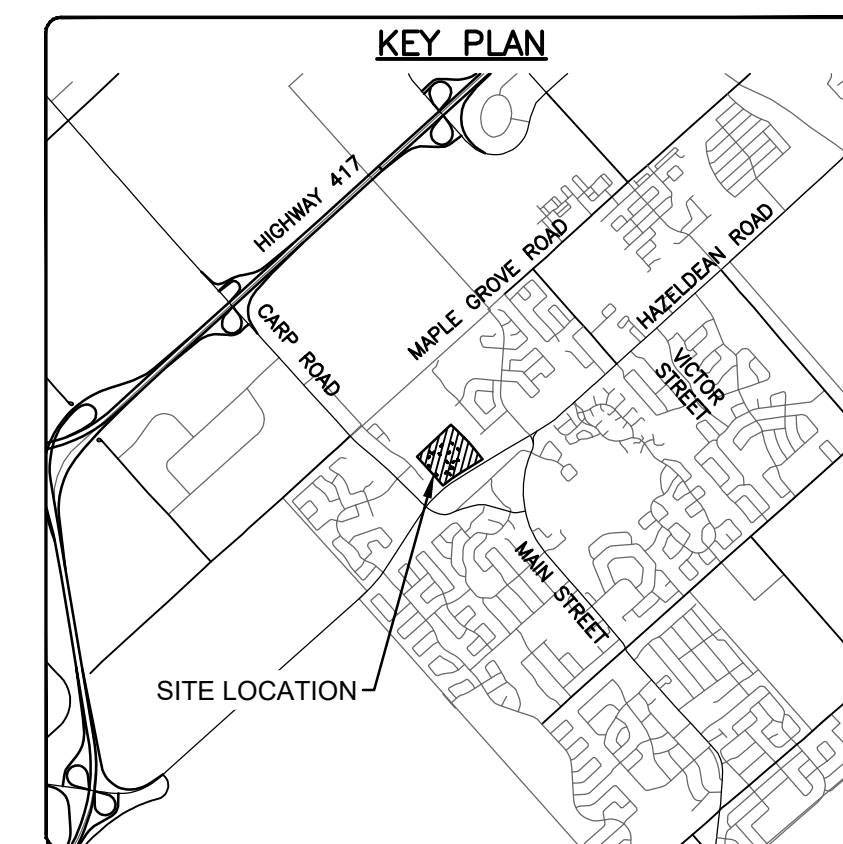 KEY PLAN
HIGHWAY 417
MAPLE GROVE ROAD
HAZELDEAN ROAD
CARP ROAD
VICTOR
STREET
MAIN STREET
SITE LOCATION